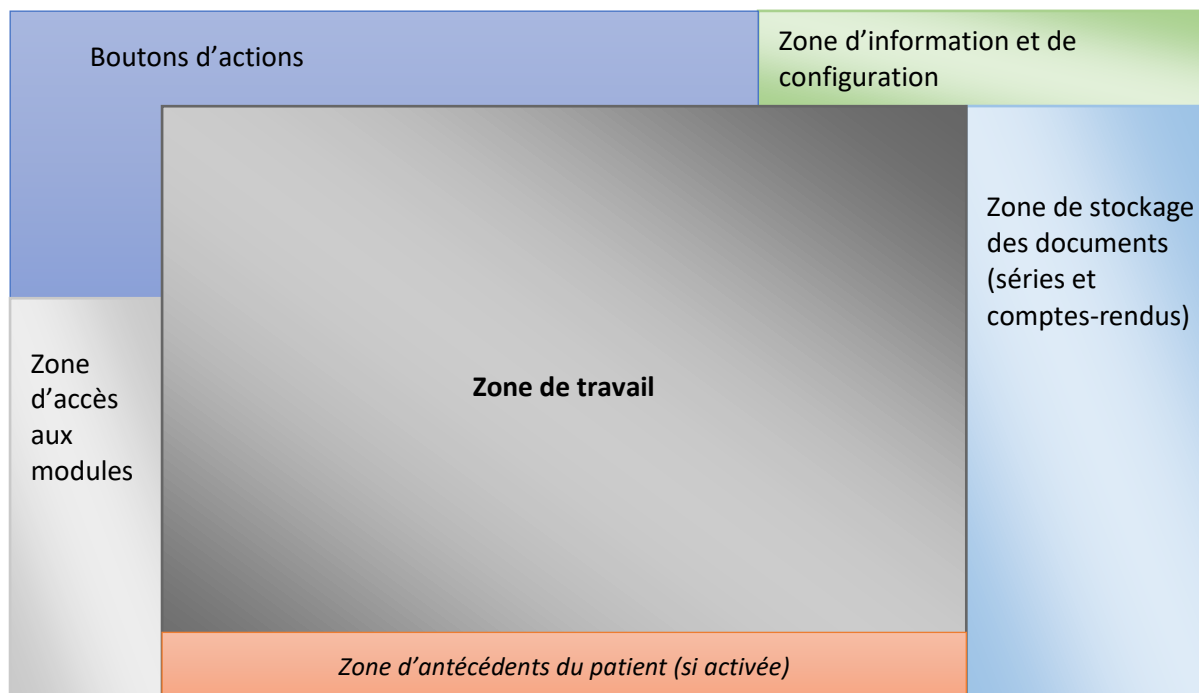 Boutons d’actions
Zone d’information et de
configuration
Zone de stockage
des documents
(séries et
comptes-rendus)
Zone
d’accès
aux
modules
Zone de travail
Zone d’antécédents du patient (si activée)